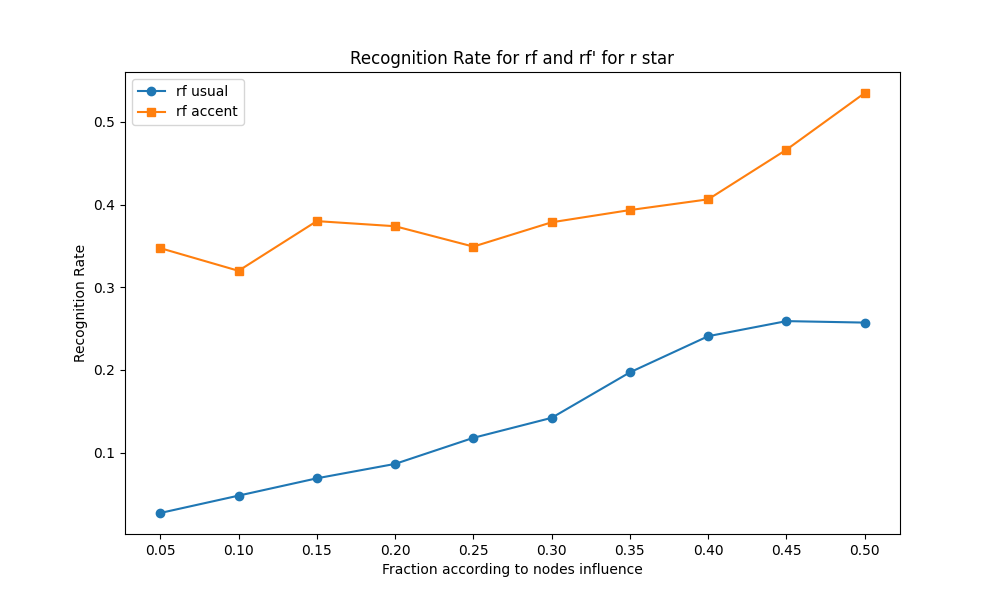 Recognition Rate for rf and rf' for r star
rf usual
rf accent
Recognition Rate
0.5
0.4
0.3
0.2
0.1
0.05 0.10 0.15 0.20 0.25 0.30 0.35 0.40 0.45 0.50
Fraction according to nodes influence